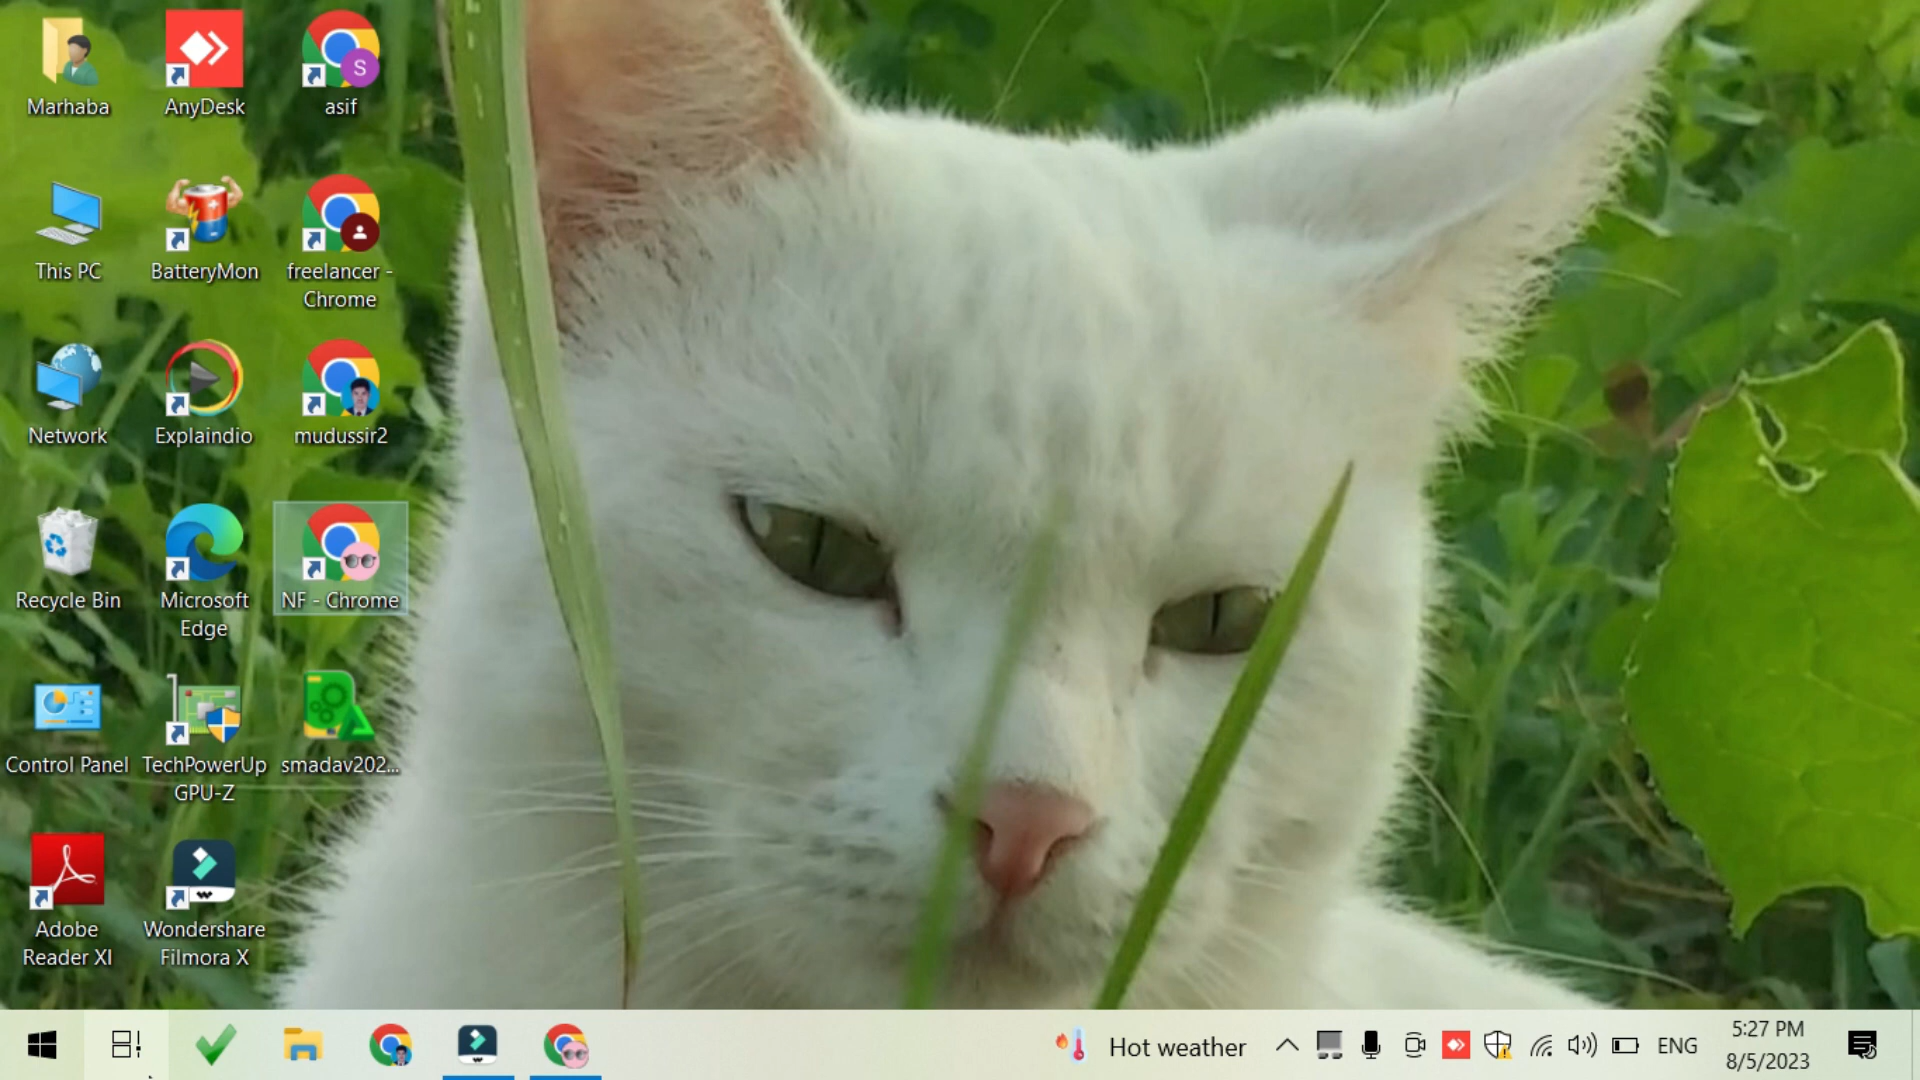 Marhaba
AnyDesk
S
asif
This PC
BatteryMon
freelancer -
Chrome
Network
Explaindio
mudussir2
Recycle Bin
Microsoft
Edge
NF - Chrome
Control Panel
TechPowerUp
GPU-Z
smadav202...
Adobe
Reader XI
Wondershare
Filmora X
Hot weather
ENG
5:27 PM
8/5/2023